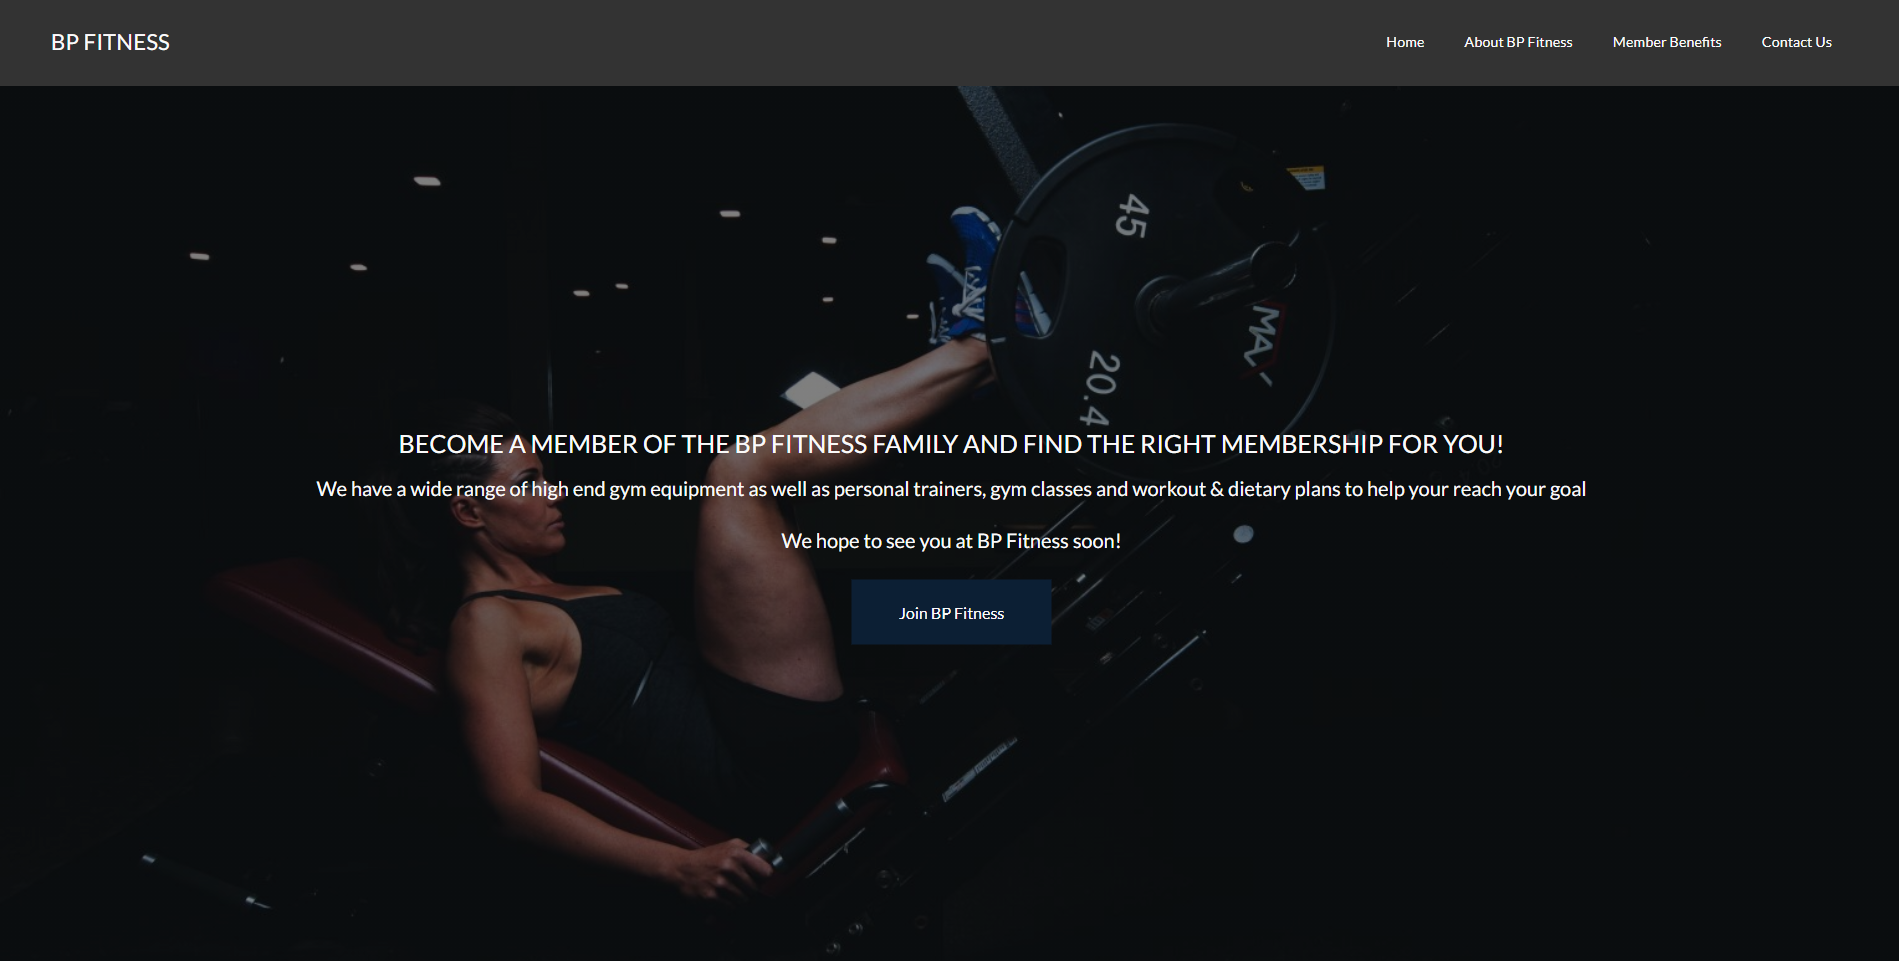 BP FITNESS
Home
About BP Fitness
Member Benefits
Contact Us
45
MAX
20.4
BECOME A MEMBER OF THE BP FITNESS FAMILY AND FIND THE RIGHT MEMBERSHIP FOR YOU!
We have a wide range of high end gym equipment as well as personal trainers, gym classes and workout & dietary plans to help your reach your goal
We hope to see you at BP Fitness soon!
Join BP Fitness